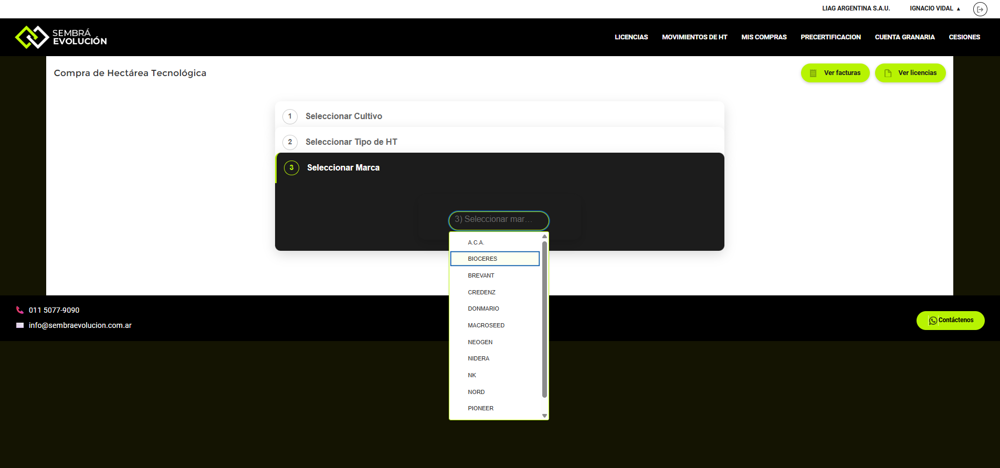 LIAG ARGENTINA S.A.U. IGNACIO VIDAL ▲
SEMBRÁ
EVOLUCIÓN
LICENCIAS MOVIMIENTOS DE HT MIS COMPRAS PRECERTIFICACION CUENTA GRANARIA CESIONES
Compra de Hectárea Tecnológica
Ver facturas Ver licencias
1 Seleccionar Cultivo
2 Seleccionar Tipo de HT
3 Seleccionar Marca
3) Seleccionar mar...
A.C.A.
BIOCERES
BREVANT
CREDENZ
DONMARIO
MACROSEED
NEOGEN
NIDERA
NK
NORD
PIONEER
011 5077-9090
info@sembraevolucion.com.ar
Contáctenos